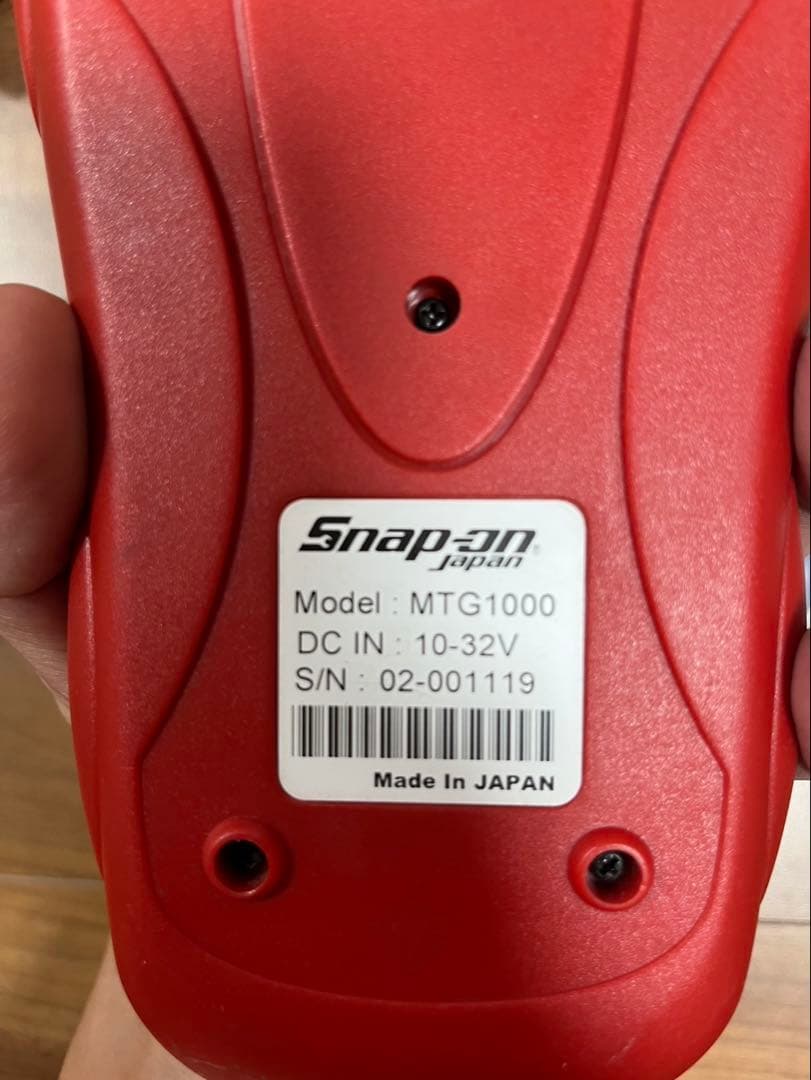 Snap-on®
Japan
Model : MTG1000
DC IN : 10-32V
S/N : 02-001119
Made In JAPAN